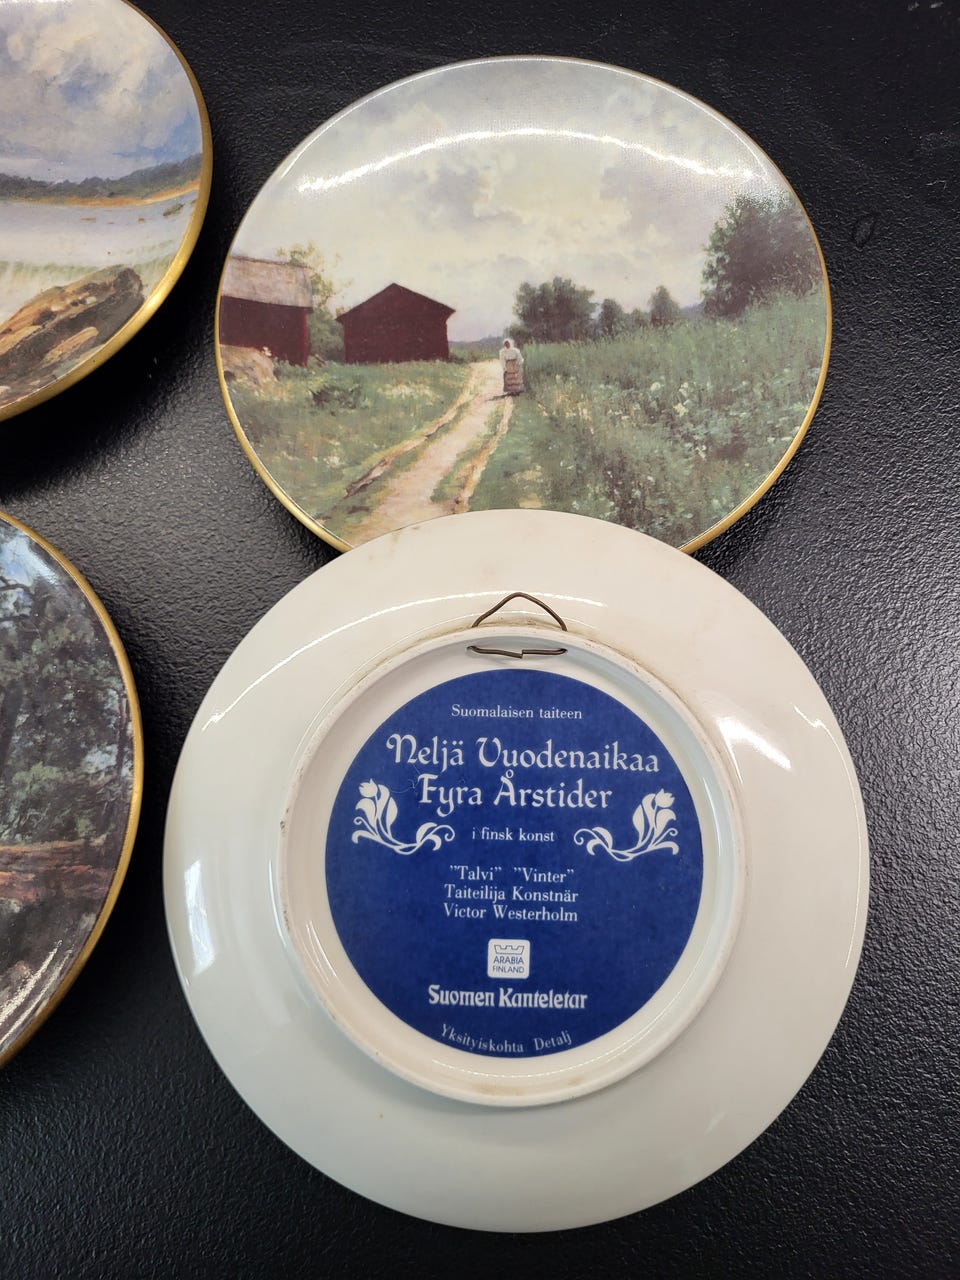 Suomalaisen taiteen
Neljä Vuodenaikaa
Fyra Årstider
i finsk konst
"Talvi" "Vinter"
Taiteilija Konstnär
Victor Westerholm
ARABIA
FINLAND
Suomen Kanteletar
Yksityiskohta Detalj